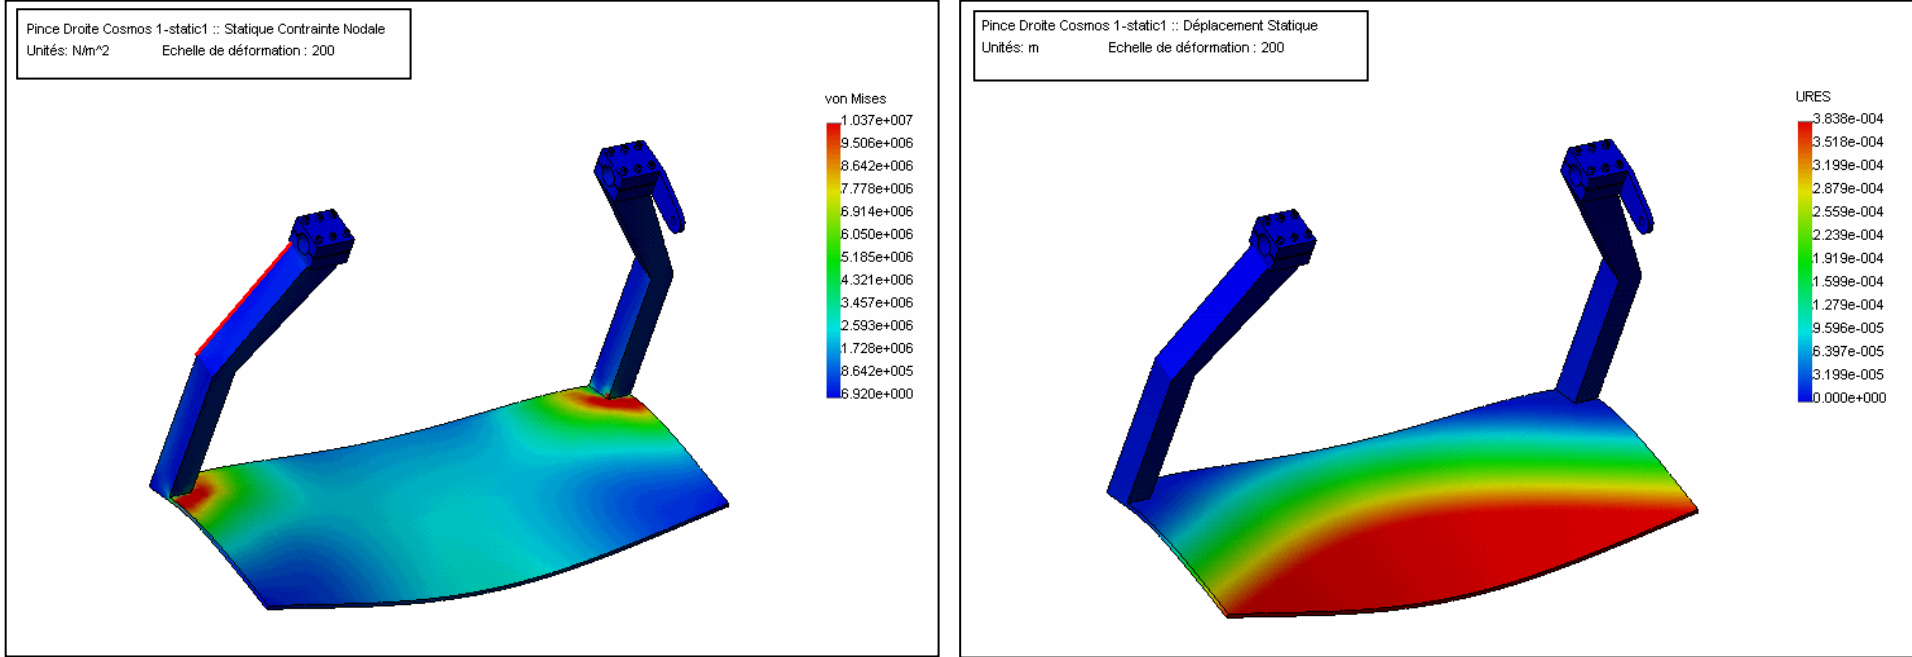 Pince Droite Cosmos 1-static1 :: Statique Contrainte Nodale
Unités: N/m^2 Echelle de déformation : 200
von Mises
1.037e+007
9.506e+006
8.642e+006
7.778e+006
6.914e+006
6.050e+006
5.185e+006
4.321e+006
3.457e+006
2.593e+006
1.728e+006
8.642e+005
6.920e+000
Pince Droite Cosmos 1-static1 :: Déplacement Statique
Unités: m Echelle de déformation : 200
URES
3.838e-004
3.518e-004
3.199e-004
2.879e-004
2.559e-004
2.239e-004
1.919e-004
1.599e-004
1.279e-004
9.596e-005
6.397e-005
3.199e-005
0.000e+000